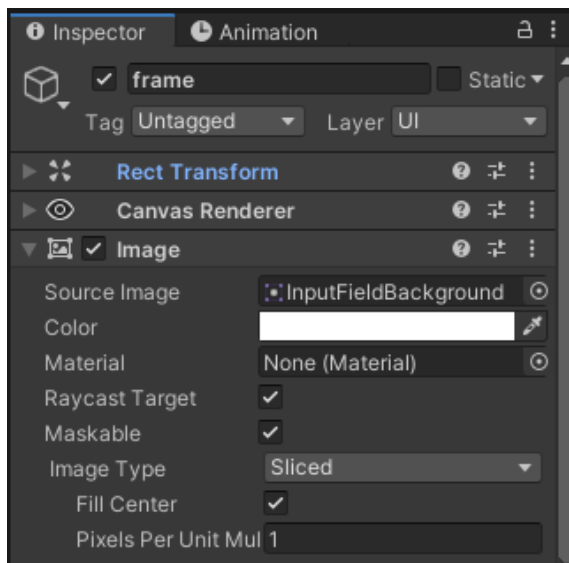 Inspector Animation
frame Static
Tag Untagged Layer UI
Rect Transform
Canvas Renderer
Image
Source Image InputFieldBackground
Color
Material None (Material)
Raycast Target
Maskable
Image Type Sliced
Fill Center
Pixels Per Unit Mul 1